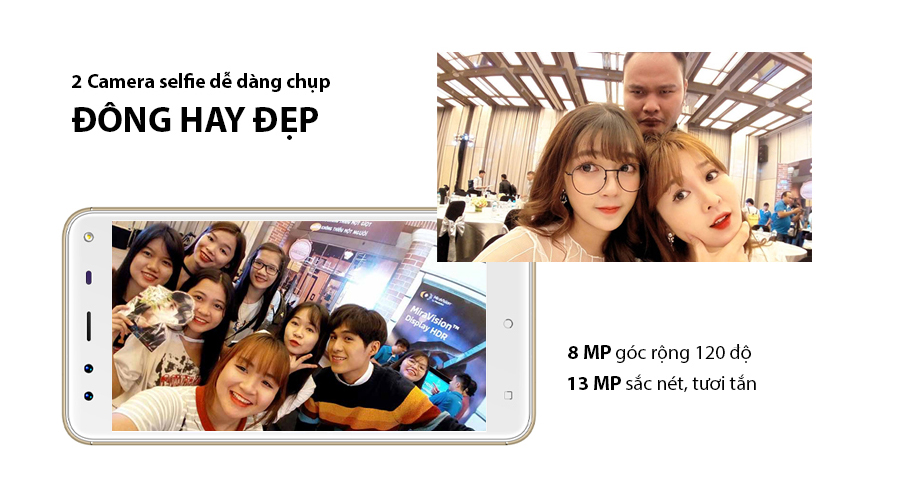 2 Camera selfie dễ dàng chụp
ĐÔNG HAY ĐẸP
MiraVision™
Display HDR
8 MP góc rộng 120 dộ
13 MP sắc nét, tươi tắn